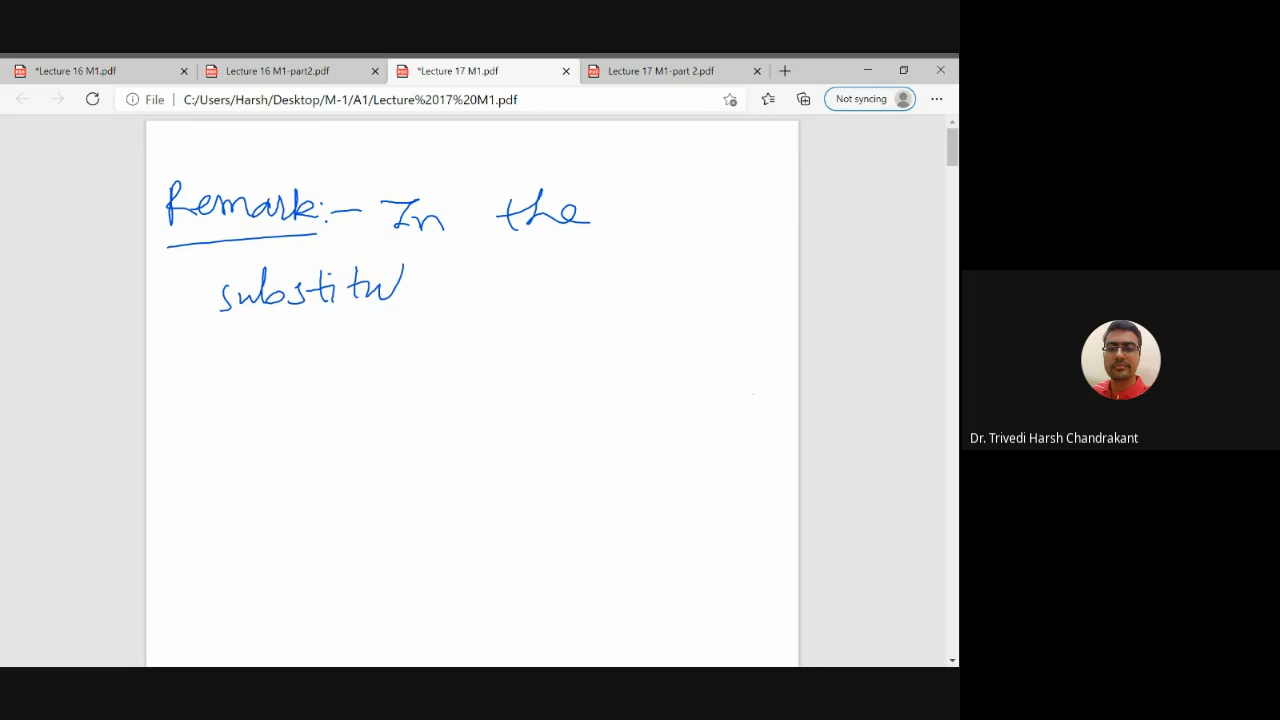 *Lecture 16 M1.pdf
Lecture 16 M1-part2.pdf
*Lecture 17 M1.pdf
Lecture 17 M1-part 2.pdf
File
C:/Users/Harsh/Desktop/M-1/A1/Lecture%2017%20M1.pdf
Not syncing
Remark:- In the
substitu
Dr. Trivedi Harsh Chandrakant